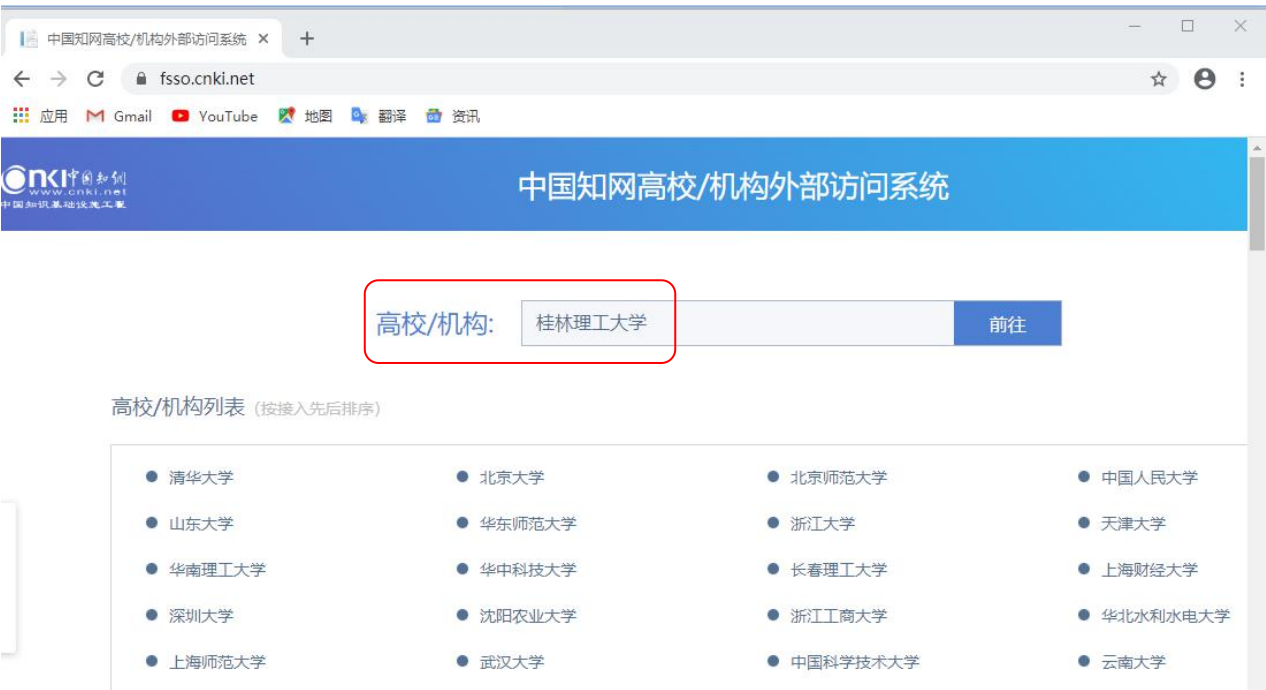 中国知网高校/机构外部访问系统
fsso.cnki.net
应用 Gmail YouTube 地图 翻译 资讯
cnki中国知网
www.cnki.net
中国知识基础设施工程
中国知网高校/机构外部访问系统
高校/机构: 桂林理工大学 前往
高校/机构列表 (按接入先后排序)
清华大学 北京大学 北京师范大学 中国人民大学
山东大学 华东师范大学 浙江大学 天津大学
华南理工大学 华中科技大学 长春理工大学 上海财经大学
深圳大学 沈阳农业大学 浙江工商大学 华北水利水电大学
上海师范大学 武汉大学 中国科学技术大学 云南大学